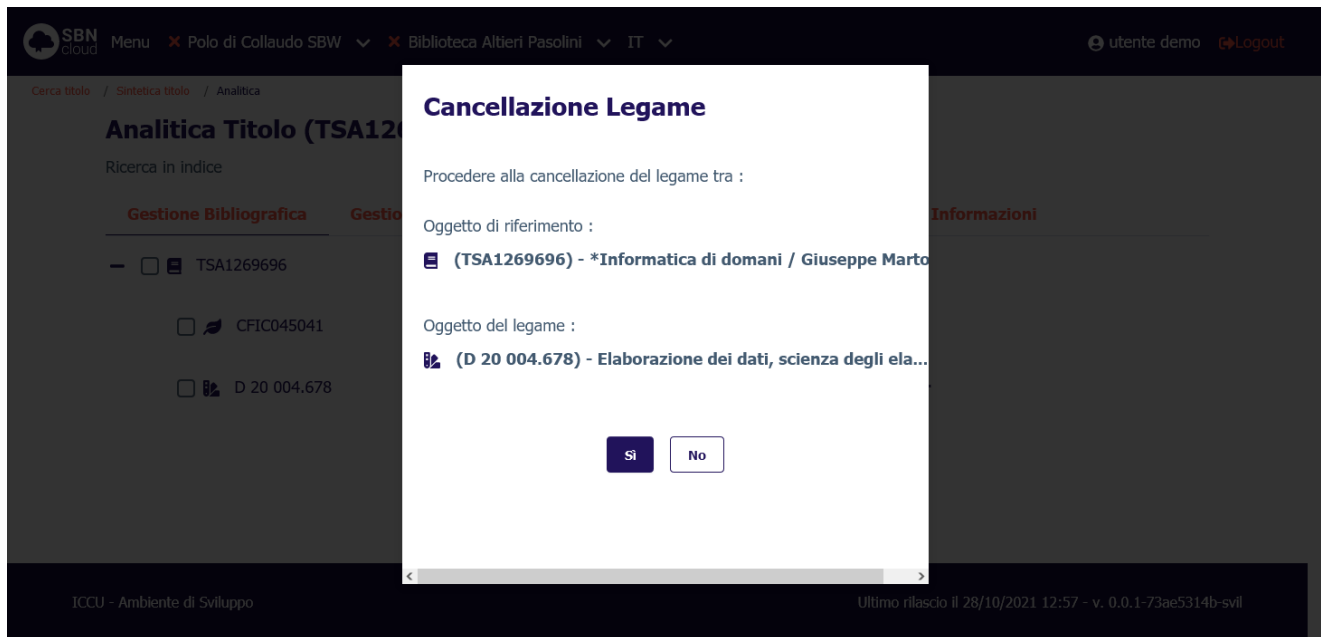 SBN cloud Menu × Polo di Collaudo SBW × Biblioteca Altieri Pasolini IT utente demo Logout
Cerca titolo / Sintetica titolo / Analitica
Analitica Titolo (TSA126
Ricerca in indice
Gestione Bibliografica Gestio Informazioni
TSA1269696
CFIC045041
D 20 004.678
Cancellazione Legame
Procedere alla cancellazione del legame tra :
Oggetto di riferimento :
(TSA1269696) - *Informatica di domani / Giuseppe Marto
Oggetto del legame :
(D 20 004.678) - Elaborazione dei dati, scienza degli ela...
Sì No
ICCU - Ambiente di Sviluppo Ultimo rilascio il 28/10/2021 12:57 - v. 0.0.1-73ae5314b-svil